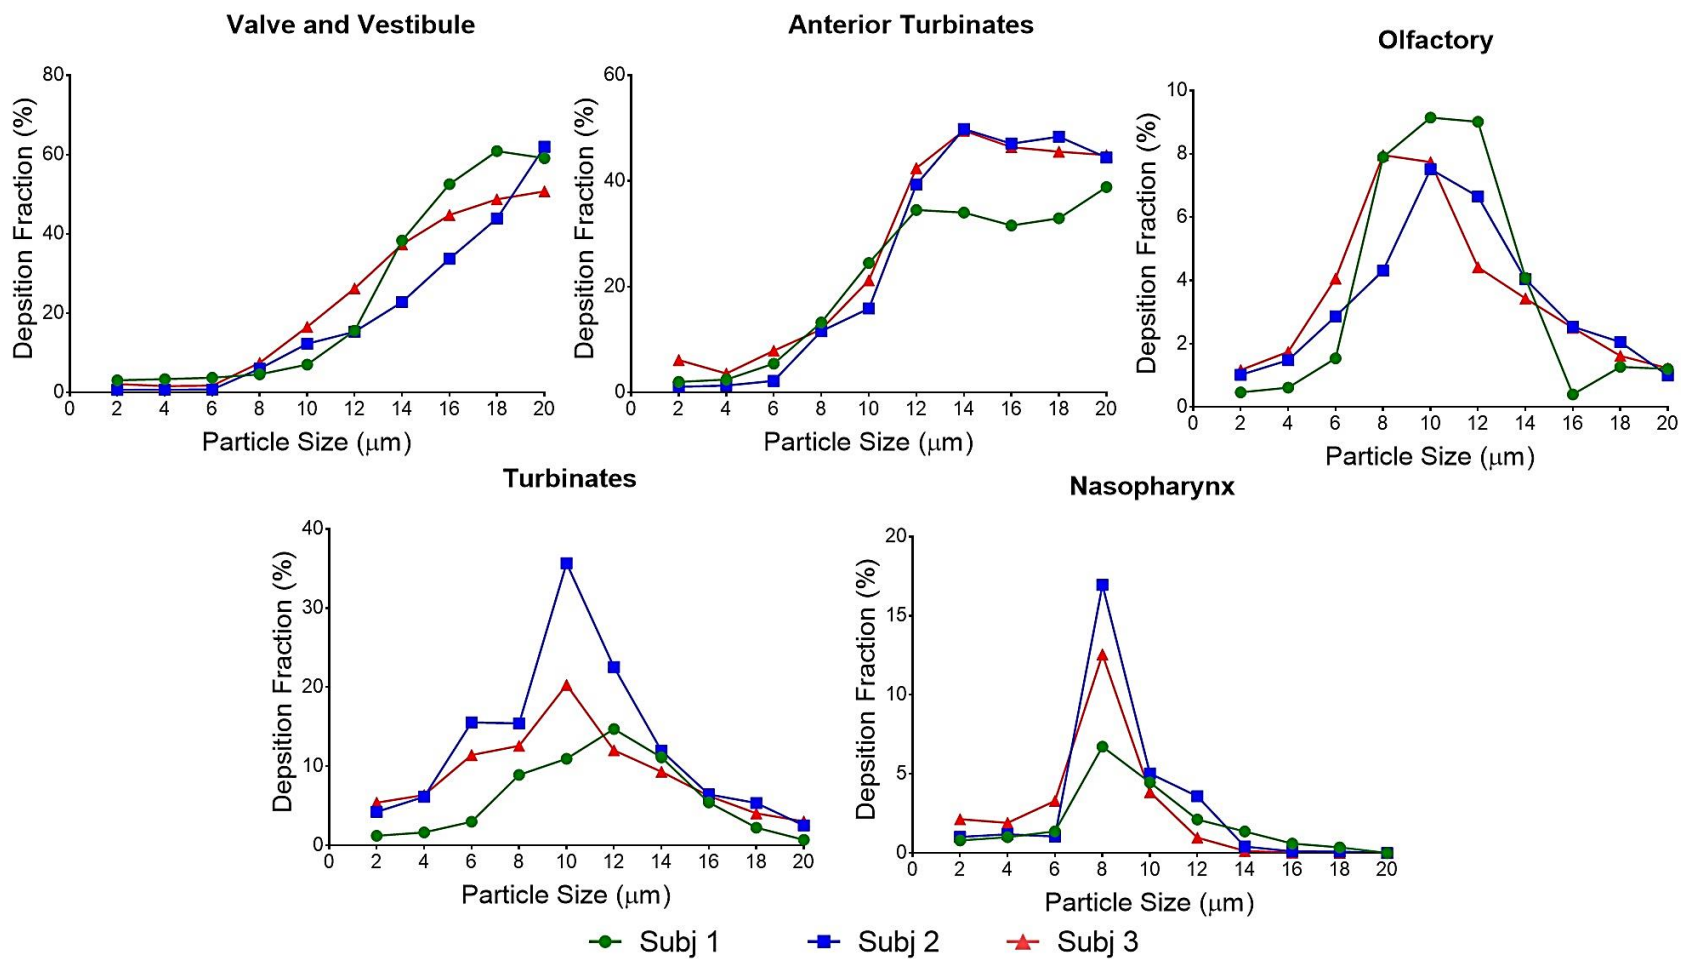 Valve and Vestibule
Depsition Fraction (%)
80
60
40
20
0
0 2 4 6 8 10 12 14 16 18 20
Particle Size (μm)
Anterior Turbinates
Depsition Fraction (%)
60
40
20
0
0 2 4 6 8 10 12 14 16 18 20
Particle Size (μm)
Olfactory
Depsition Fraction (%)
10
8
6
4
2
0
0 2 4 6 8 10 12 14 16 18 20
Particle Size (μm)
Turbinates
Depsition Fraction (%)
40
30
20
10
0
0 2 4 6 8 10 12 14 16 18 20
Particle Size (μm)
Nasopharynx
Depsition Fraction (%)
20
15
10
5
0
0 2 4 6 8 10 12 14 16 18 20
Particle Size (μm)
Subj 1 Subj 2 Subj 3